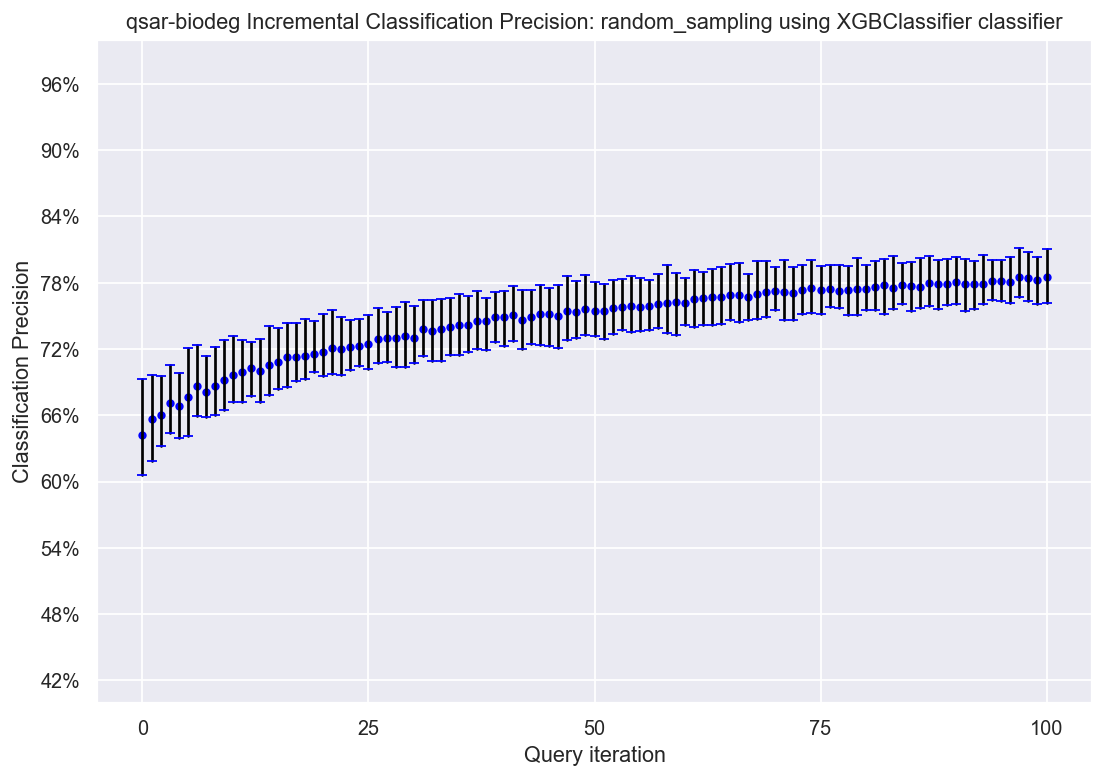 qsar-biodeg Incremental Classification Precision: random_sampling using XGBClassifier classifier
96%
90%
84%
78%
72%
66%
60%
54%
48%
42%
Classification Precision
0 25 50 75 100
Query iteration